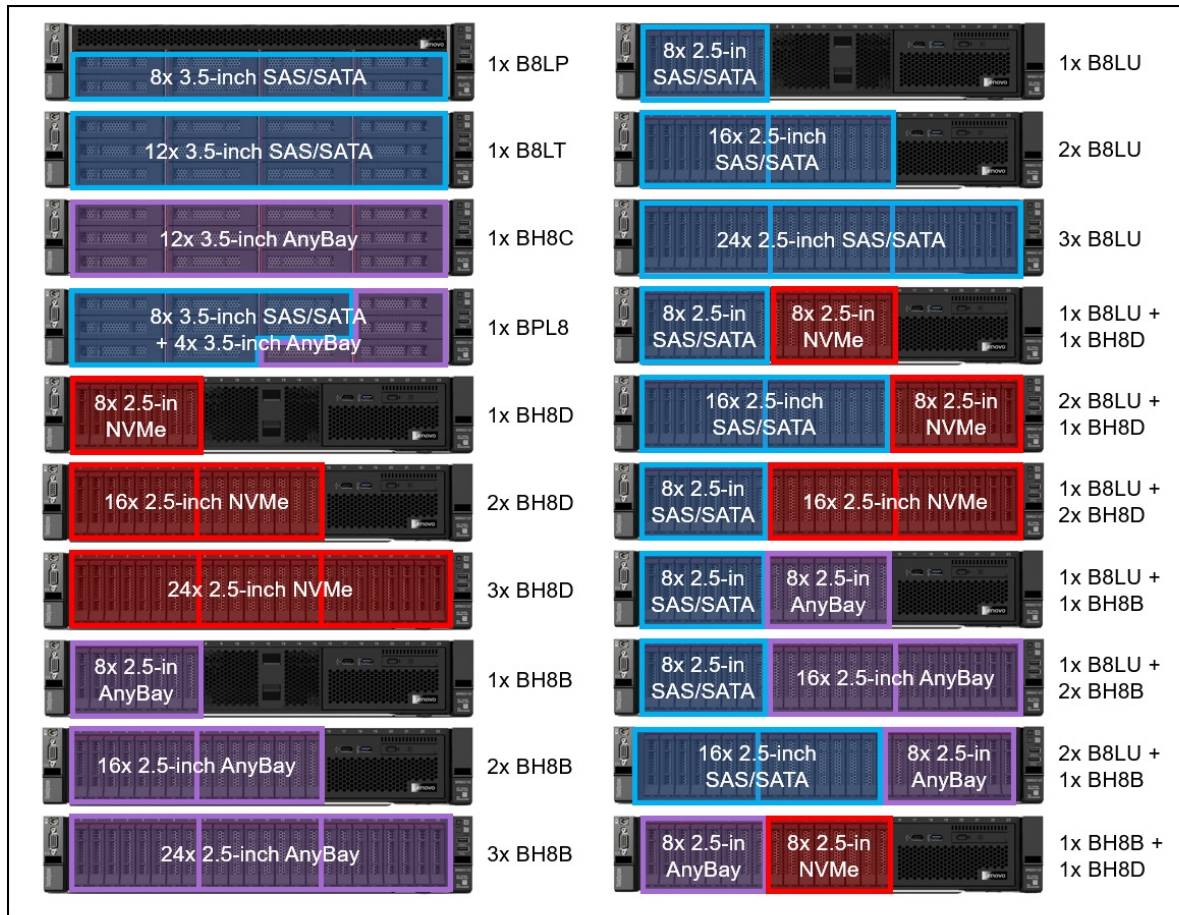 8x 3.5-inch SAS/SATA
1x B8LP
12x 3.5-inch SAS/SATA
1x B8LT
12x 3.5-inch AnyBay
1x BH8C
8x 3.5-inch SAS/SATA
+ 4x 3.5-inch AnyBay
1x BPL8
8x 2.5-in
NVMe
1x BH8D
16x 2.5-inch NVMe
2x BH8D
24x 2.5-inch NVMe
3x BH8D
8x 2.5-in
AnyBay
1x BH8B
16x 2.5-inch AnyBay
2x BH8B
24x 2.5-inch AnyBay
3x BH8B
8x 2.5-in
SAS/SATA
1x B8LU
16x 2.5-inch
SAS/SATA
2x B8LU
24x 2.5-inch SAS/SATA
3x B8LU
8x 2.5-in
SAS/SATA
8x 2.5-in
NVMe
1x B8LU +
1x BH8D
16x 2.5-inch
SAS/SATA
8x 2.5-in
NVMe
2x B8LU +
1x BH8D
8x 2.5-in
SAS/SATA
16x 2.5-inch NVMe
1x B8LU +
2x BH8D
8x 2.5-in
SAS/SATA
8x 2.5-in
AnyBay
1x B8LU +
1x BH8B
8x 2.5-in
SAS/SATA
16x 2.5-inch AnyBay
1x B8LU +
2x BH8B
16x 2.5-inch
SAS/SATA
8x 2.5-in
AnyBay
2x B8LU +
1x BH8B
8x 2.5-in
AnyBay
8x 2.5-in
NVMe
1x BH8B +
1x BH8D